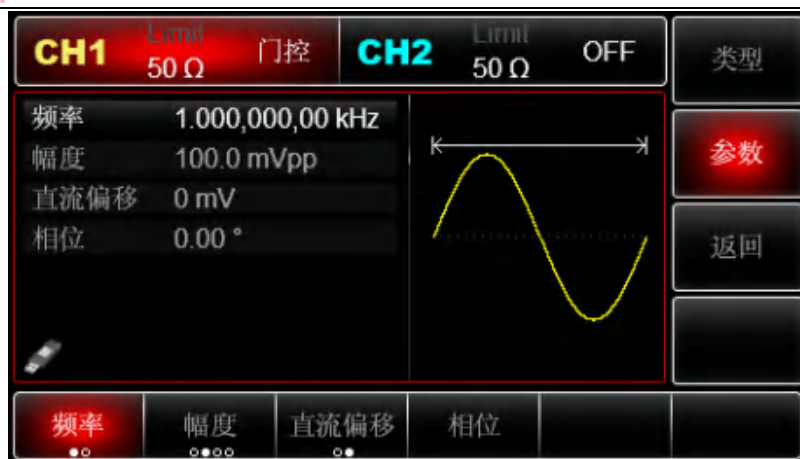 CH1 Limit 50 Ω 门控 CH2 Limit 50 Ω OFF
类型
频率 1.000,000,00 kHz
幅度 100.0 mVpp
直流偏移 0 mV
相位 0.00 °
参数
返回
频率 幅度 直流偏移 相位